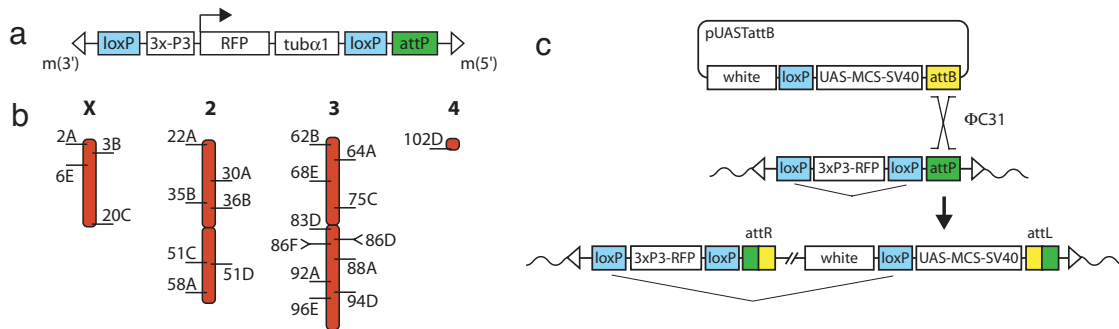 a
loxP 3x-P3 RFP tubα1 loxP attP
m(3') m(5')
b
X 2 3 4
2A 3B
6E
20C
22A
30A
35B 36B
51C 51D
58A
62B
64A
68E
75C
83D
86F 86D
88A
92A
94D
96E
102D
c
pUASTattB
white loxP UAS-MCS-SV40 attB
ΦC31
loxP 3xP3-RFP loxP attP
attR attL
loxP 3xP3-RFP loxP white loxP UAS-MCS-SV40